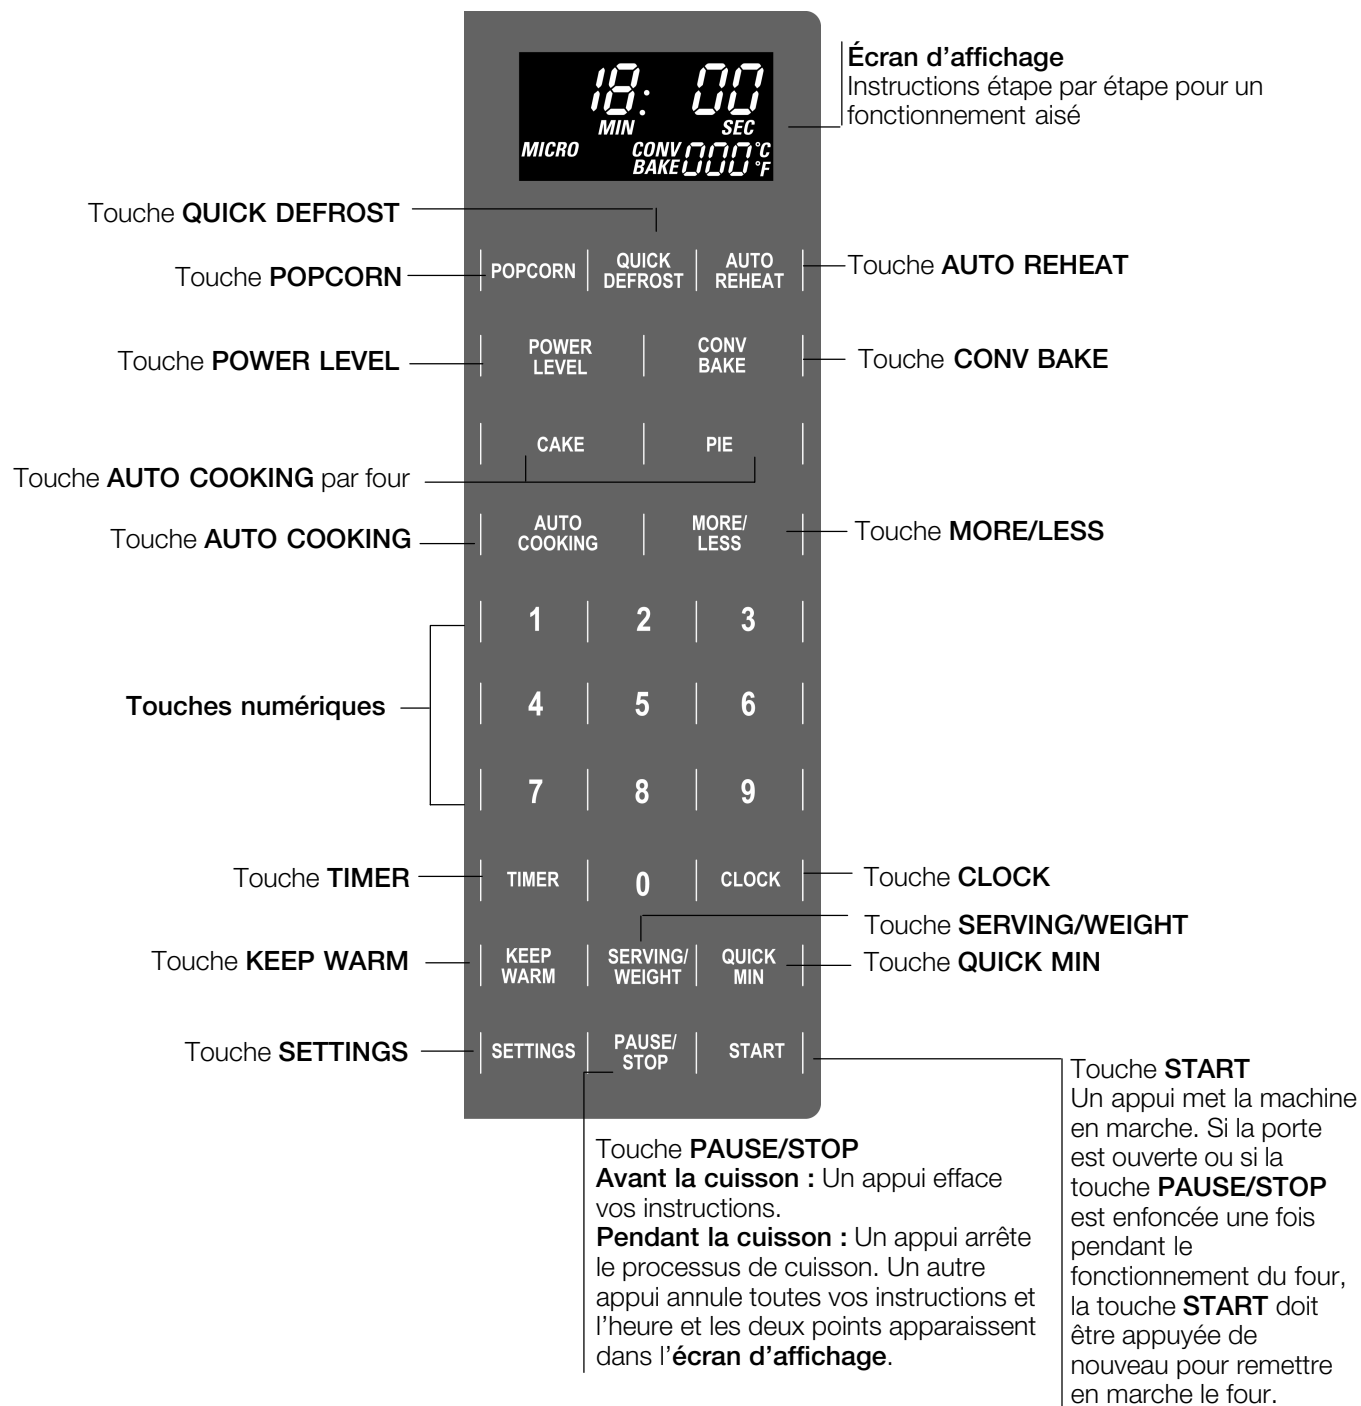 18: 00
MIN SEC
MICRO CONV BAKE 000 °C °F
Écran d'affichage
Instructions étape par étape pour un
fonctionnement aisé
Touche QUICK DEFROST
Touche POPCORN
POPCORN
QUICK
DEFROST
AUTO
REHEAT
Touche AUTO REHEAT
Touche POWER LEVEL
POWER
LEVEL
CONV
BAKE
Touche CONV BAKE
CAKE
PIE
Touche AUTO COOKING par four
Touche AUTO COOKING
AUTO
COOKING
MORE/
LESS
Touche MORE/LESS
1 2 3
Touches numériques
4 5 6
7 8 9
Touche TIMER
TIMER
0
CLOCK
Touche CLOCK
Touche SERVING/WEIGHT
Touche KEEP WARM
KEEP
WARM
SERVING/
WEIGHT
QUICK
MIN
Touche QUICK MIN
Touche SETTINGS
SETTINGS
PAUSE/
STOP
START
Touche PAUSE/STOP
Avant la cuisson : Un appui efface
vos instructions.
Pendant la cuisson : Un appui arrête
le processus de cuisson. Un autre
appui annule toutes vos instructions et
l'heure et les deux points apparaissent
dans l'écran d'affichage.
Touche START
Un appui met la machine
en marche. Si la porte
est ouverte ou si la
touche PAUSE/STOP
est enfoncée une fois
pendant le
fonctionnement du four,
la touche START doit
être appuyée de
nouveau pour remettre
en marche le four.